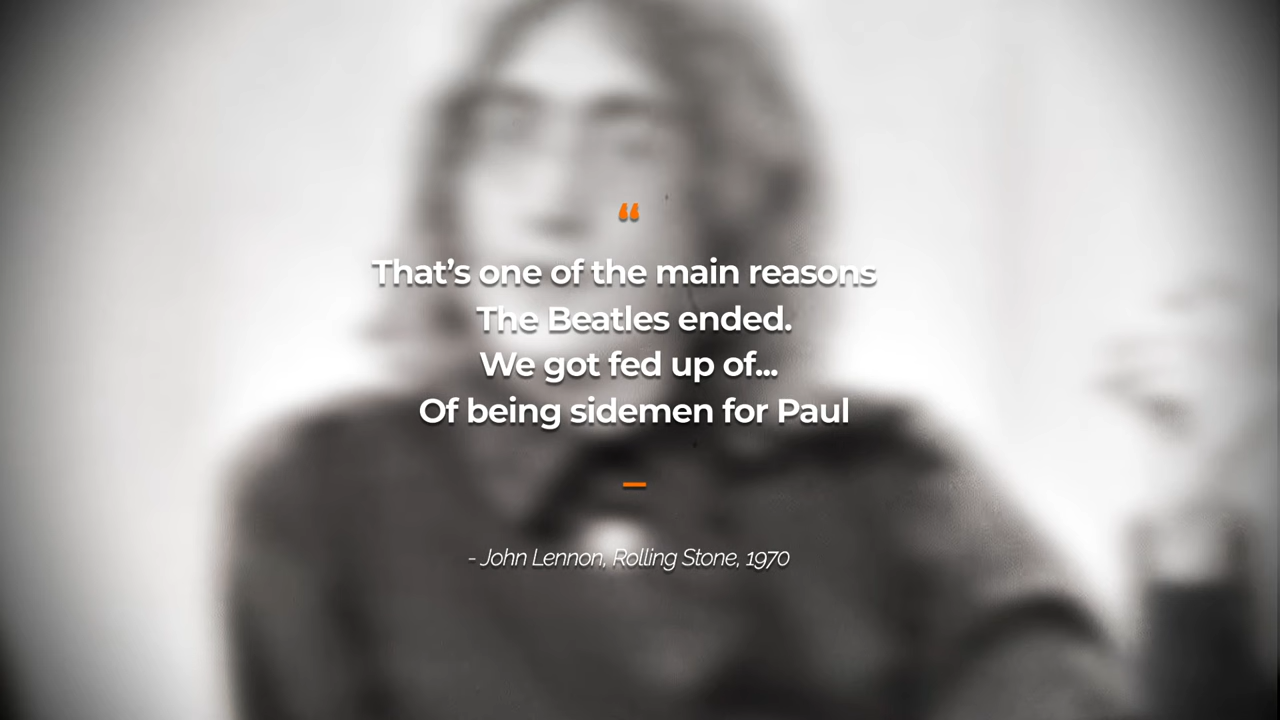 “
That’s one of the main reasons
The Beatles ended.
We got fed up of...
Of being sidemen for Paul
- John Lennon, Rolling Stone, 1970